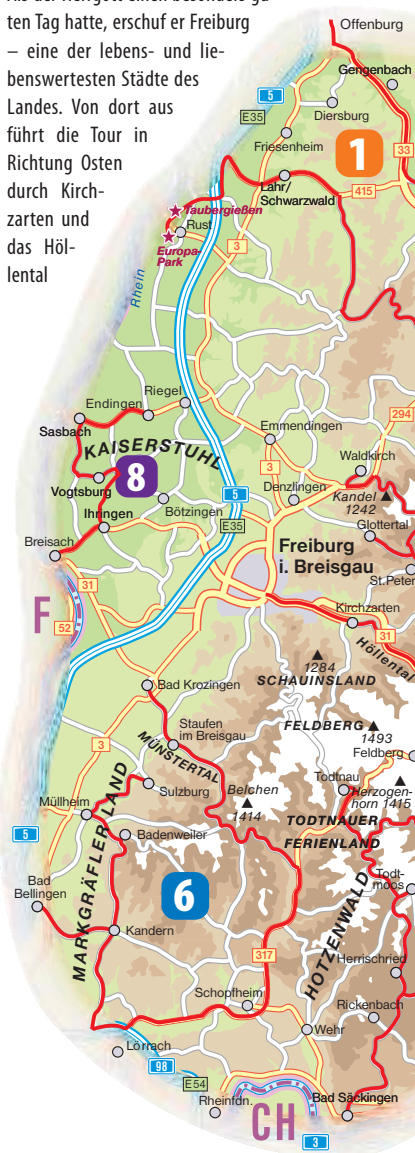 ten Tag hatte, erschuf er Freiburg
– eine der lebens- und lie-
benswertesten Städte des
Landes. Von dort aus
führt die Tour in
Richtung Osten
durch Kirch-
zarten und
das Höl-
lental
Offenburg
Gengenbach
5
E35
Diersburg
Friesenheim
1
33
Lahr/
Schwarzwald
415
Taubergießen
Rust
Europa-
Park
3
Rhein
Riegel
Endingen
294
Sasbach
Emmendingen
KAISERSTUHL
3
Waldkirch
8
Vogtsburg
5
Denzlingen
Kandel
1242
Bötzingen
E35
Ihringen
Glottertal
Breisach
Freiburg
i. Breisgau
St.Peter
31
F
52
Kirchzarten
31
Höllental
1284
SCHAUINSLAND
Bad Krozingen
FELDBERG
1493
Staufen
im Breisgau
3
MÜNSTERTAL
Feldberg
Todtnau
Sulzburg
Belchen
1414
Herzogen-
horn 1415
Müllheim
TODTNAUER
FERIENLAND
5
Badenweiler
MARKGRÄFLER LAND
Bad
Bellingen
6
Todt-
moos
HOTZENWALD
Kandern
317
Herrischried
Schopfheim
Rickenbach
Wehr
Lörrach
98
E54
Rheinfdn.
CH
Bad Säckingen
3